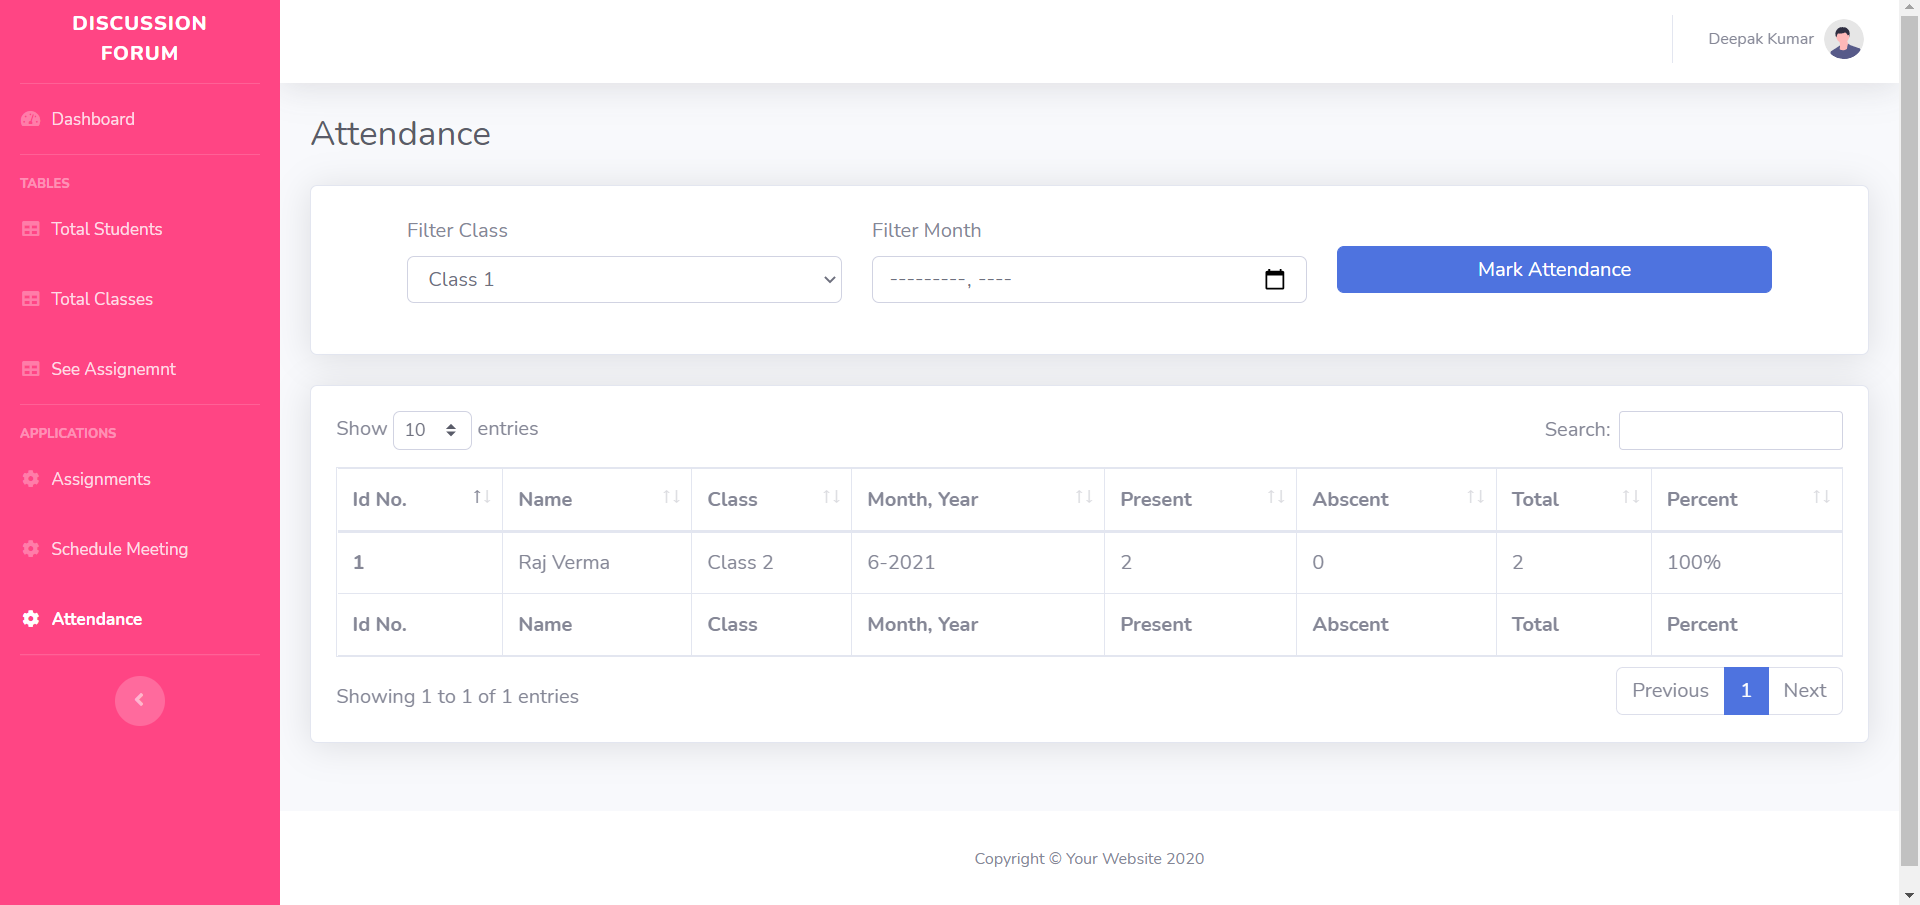 DISCUSSION
FORUM
Deepak Kumar
Dashboard
TABLES
Total Students
Total Classes
See Assignemnt
APPLICATIONS
Assignments
Schedule Meeting
Attendance
Attendance
Filter Class
Filter Month
Class 1
---------, ----
Mark Attendance
Show 10 entries
Search:
Id No. Name Class Month, Year Present Abscent Total Percent
1 Raj Verma Class 2 6-2021 2 0 2 100%
Id No. Name Class Month, Year Present Abscent Total Percent
Showing 1 to 1 of 1 entries
Previous 1 Next
Copyright © Your Website 2020